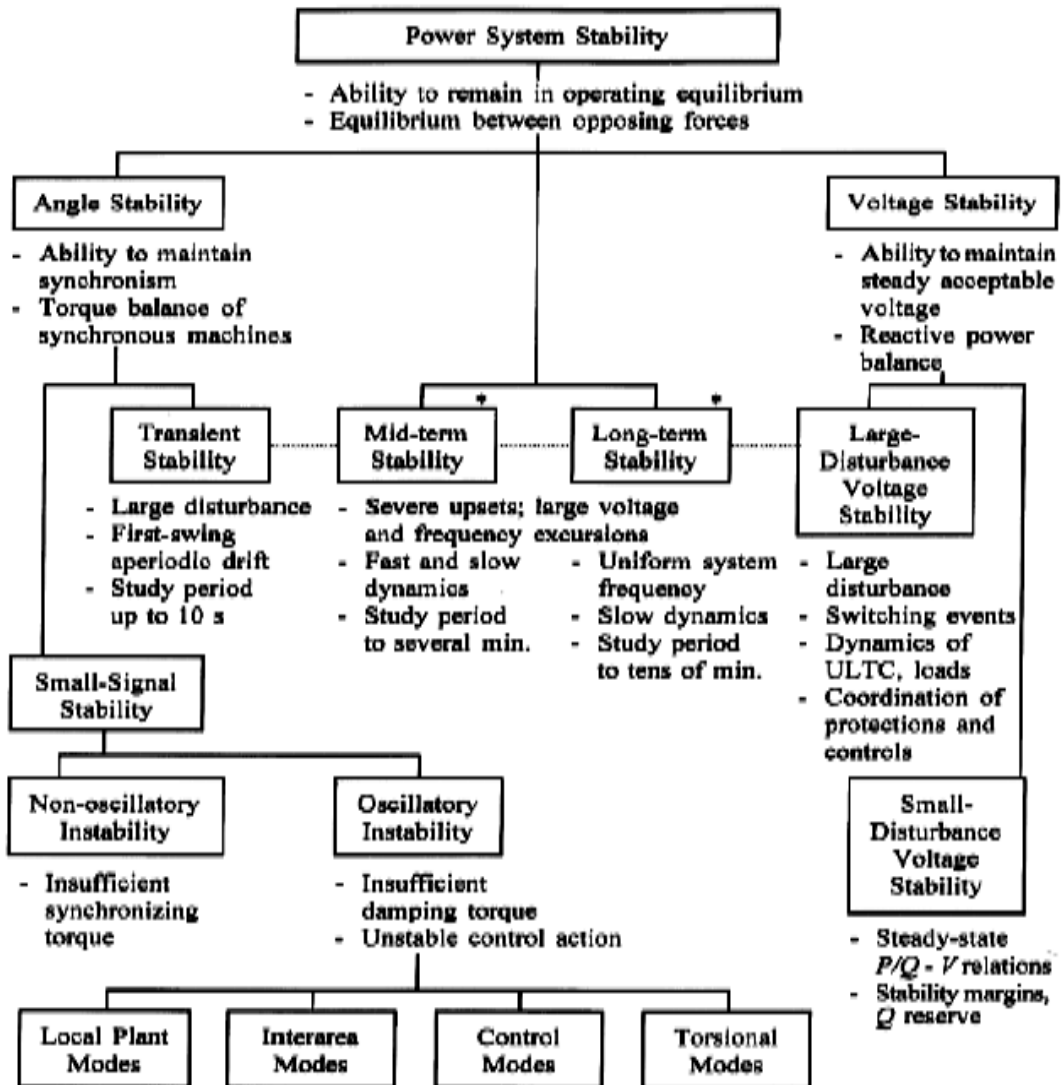 Power System Stability
- Ability to remain in operating equilibrium
- Equilibrium between opposing forces
Angle Stability
- Ability to maintain
synchronism
- Torque balance of
synchronous machines
Voltage Stability
- Ability to maintain
steady acceptable
voltage
- Reactive power
balance
Transient
Stability
- Large disturbance
- First-swing
aperiodic drift
- Study period
up to 10 s
*
Mid-term
Stability
*
Long-term
Stability
- Severe upsets; large voltage
and frequency excursions
- Fast and slow
dynamics
- Study period
to several min.
- Uniform system
frequency
- Slow dynamics
- Study period
to tens of min.
Large-
Disturbance
Voltage
Stability
- Large
disturbance
- Switching events
- Dynamics of
ULTC, loads
- Coordination of
protections and
controls
Small-Signal
Stability
Non-oscillatory
Instability
- Insufficient
synchronizing
torque
Oscillatory
Instability
- Insufficient
damping torque
- Unstable control action
Small-
Disturbance
Voltage
Stability
- Steady-state
P/Q - V relations
- Stability margins,
Q reserve
Local Plant
Modes
Interarea
Modes
Control
Modes
Torsional
Modes